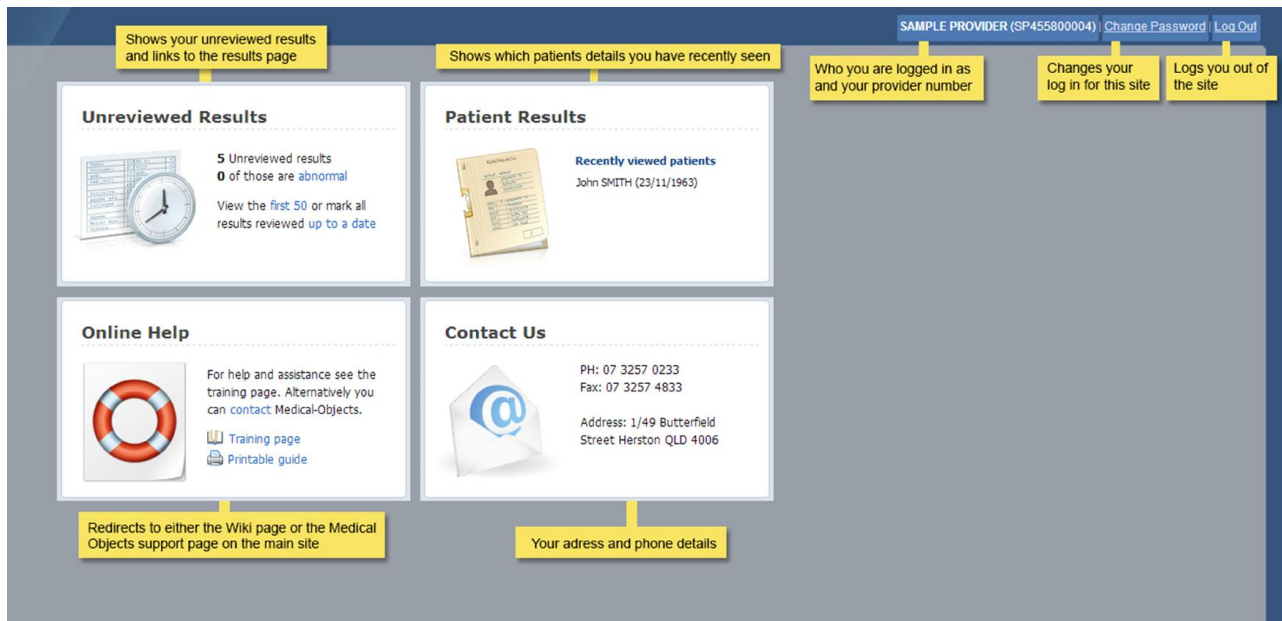 SAMPLE PROVIDER (SP455800004) | Change Password | Log Out
Shows your unreviewed results
and links to the results page
Shows which patients details you have recently seen
Who you are logged in as
and your provider number
Changes your
log in for this site
Logs you out of
the site
Unreviewed Results
5 Unreviewed results
0 of those are abnormal
View the first 50 or mark all
results reviewed up to a date
Patient Results
Recently viewed patients
John SMITH (23/11/1963)
Online Help
For help and assistance see the
training page. Alternatively you
can contact Medical-Objects.
Training page
Printable guide
Contact Us
PH: 07 3257 0233
Fax: 07 3257 4833
Address: 1/49 Butterfield
Street Herston QLD 4006
Redirects to either the Wiki page or the Medical
Objects support page on the main site
Your adress and phone details